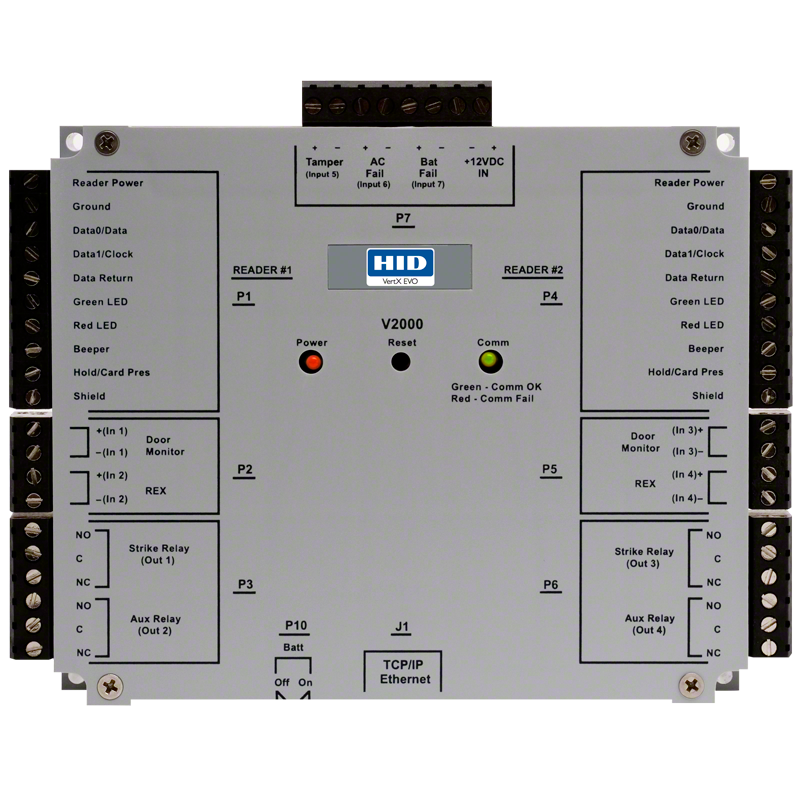 + − + − + − − +
Tamper AC Bat +12VDC
(Input 5) Fail Fail IN
(Input 6) (Input 7)
P7
Reader Power
Ground
Data0/Data
Data1/Clock
Data Return
Green LED
Red LED
Beeper
Hold/Card Pres
Shield
READER #1
P1
HID
VertX EVO
READER #2
P4
Reader Power
Ground
Data0/Data
Data1/Clock
Data Return
Green LED
Red LED
Beeper
Hold/Card Pres
Shield
V2000
Power Reset Comm
Green - Comm OK
Red - Comm Fail
+(In 1)
−(In 1)
Door
Monitor
+(In 2)
−(In 2)
REX
P2
P5
Door
Monitor
(In 3)+
(In 3)−
REX
(In 4)+
(In 4)−
NO
C
NC
Strike Relay
(Out 1)
NO
C
NC
Aux Relay
(Out 2)
P3
P6
Strike Relay
(Out 3)
NO
C
NC
Aux Relay
(Out 4)
NO
C
NC
P10
Batt
Off On
J1
TCP/IP
Ethernet